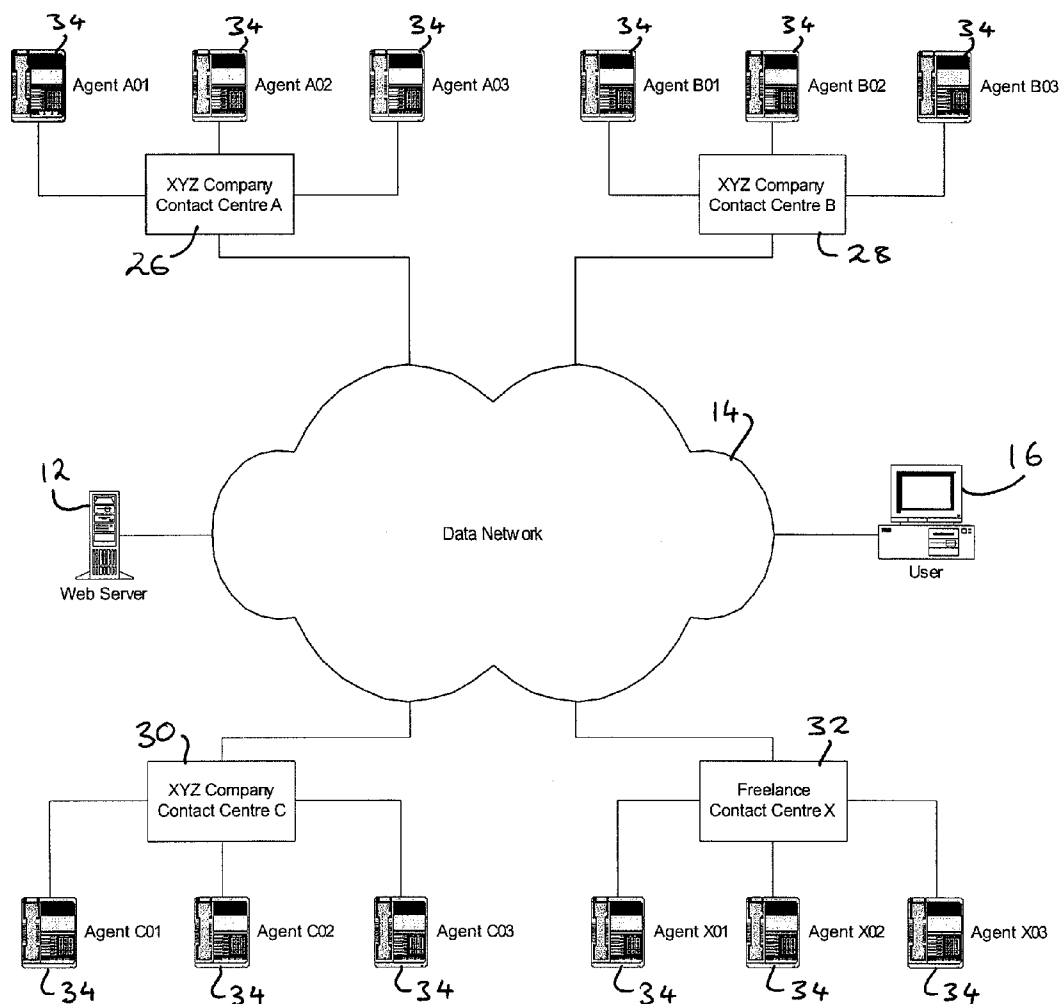 34
34
34
34
34
34
Agent A01
Agent A02
Agent A03
Agent B01
Agent B02
Agent B03
XYZ Company
Contact Centre A
XYZ Company
Contact Centre B
26
28
14
12
16
Data Network
Web Server
User
30
32
XYZ Company
Contact Centre C
Freelance
Contact Centre X
Agent C01
Agent C02
Agent C03
Agent X01
Agent X02
Agent X03
34
34
34
34
34
34